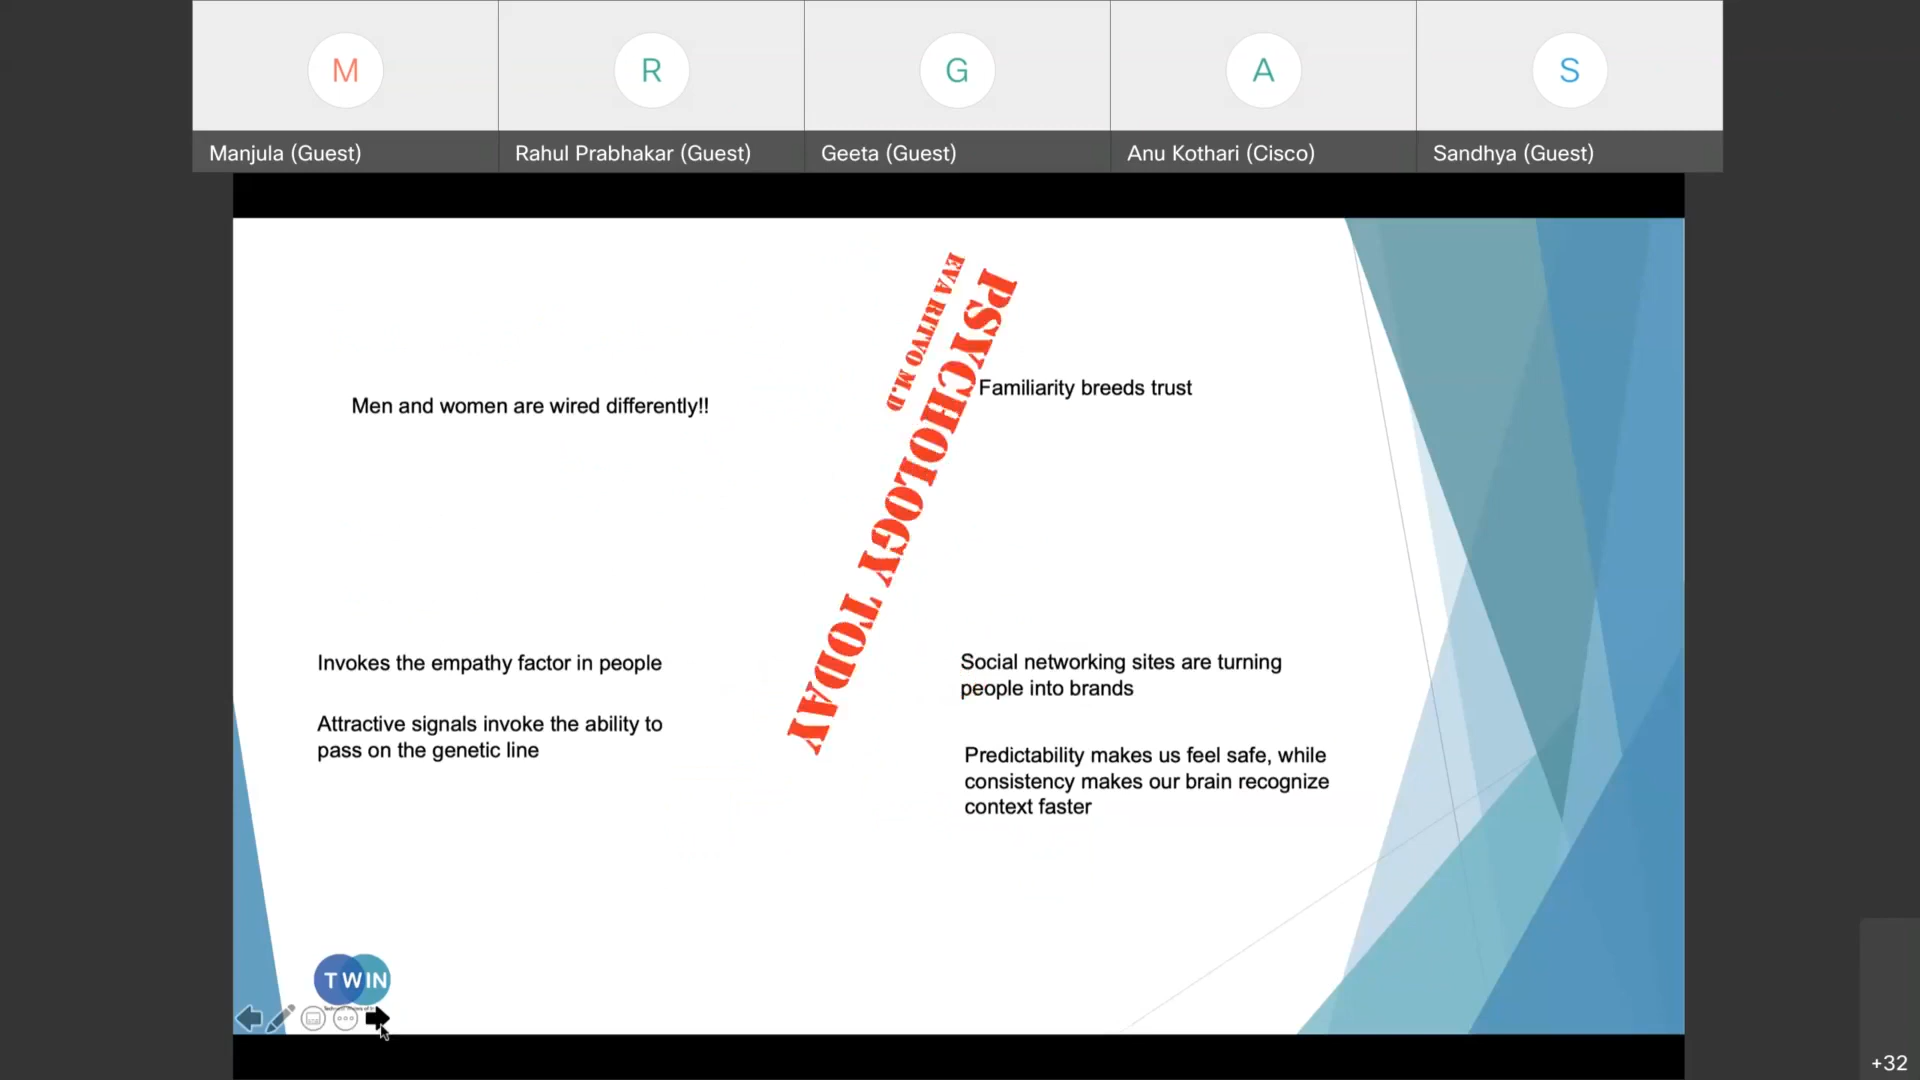 M
R
G
A
S
Manjula (Guest)
Rahul Prabhakar (Guest)
Geeta (Guest)
Anu Kothari (Cisco)
Sandhya (Guest)
EVA RITVO M.D
PSYCHOLOGY TODAY
Men and women are wired differently!!
Familiarity breeds trust
Invokes the empathy factor in people
Attractive signals invoke the ability to
pass on the genetic line
Social networking sites are turning
people into brands
Predictability makes us feel safe, while
consistency makes our brain recognize
context faster
TWIN
+32